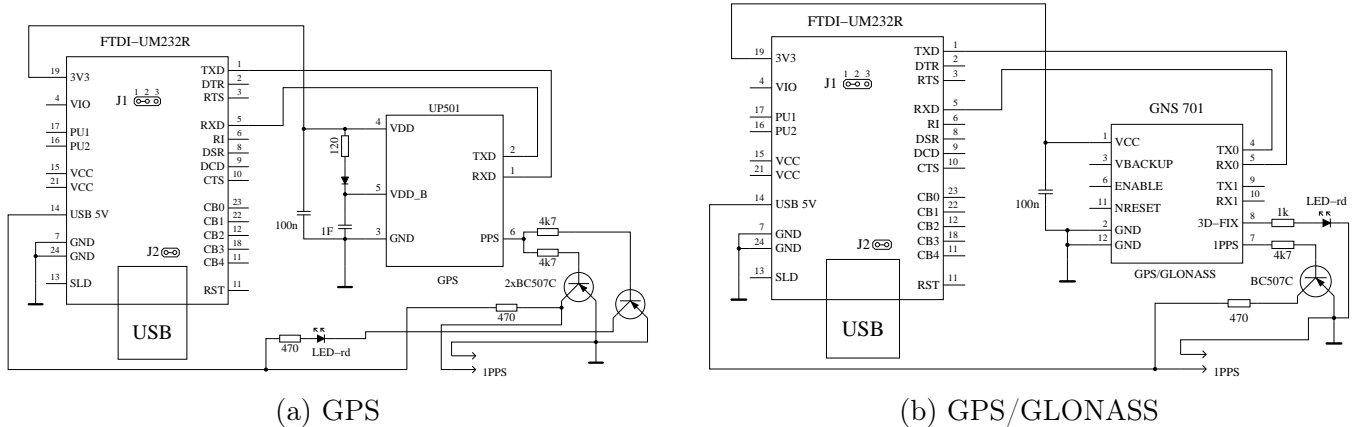 FTDI−UM232R
19 3V3
4 VIO
17 PU1
16 PU2
15 VCC
21 VCC
14 USB 5V
7 GND
24 GND
13 SLD
J1 1 2 3
J2
TXD 1
DTR 2
RTS 3
RXD 5
RI 6
DSR 8
DCD 9
CTS 10
CB0 23
CB1 22
CB2 12
CB3 18
CB4 11
RST 11
USB
100n
120
1F
UP501
4 VDD
5 VDD_B
3 GND
TXD 2
RXD 1
PPS 6
GPS
4k7
4k7
2xBC507C
470
470
LED−rd
1PPS
(a) GPS
FTDI−UM232R
19 3V3
4 VIO
17 PU1
16 PU2
15 VCC
21 VCC
14 USB 5V
7 GND
24 GND
13 SLD
J1 1 2 3
J2
TXD 1
DTR 2
RTS 3
RXD 5
RI 6
DSR 8
DCD 9
CTS 10
CB0 23
CB1 22
CB2 12
CB3 18
CB4 11
RST 11
USB
100n
GNS 701
1 VCC
3 VBACKUP
6 ENABLE
11 NRESET
2 GND
12 GND
TX0 4
RX0 5
TX1 9
RX1 10
3D−FIX 8
1PPS 7
GPS/GLONASS
1k
LED−rd
4k7
BC507C
470
1PPS
(b) GPS/GLONASS